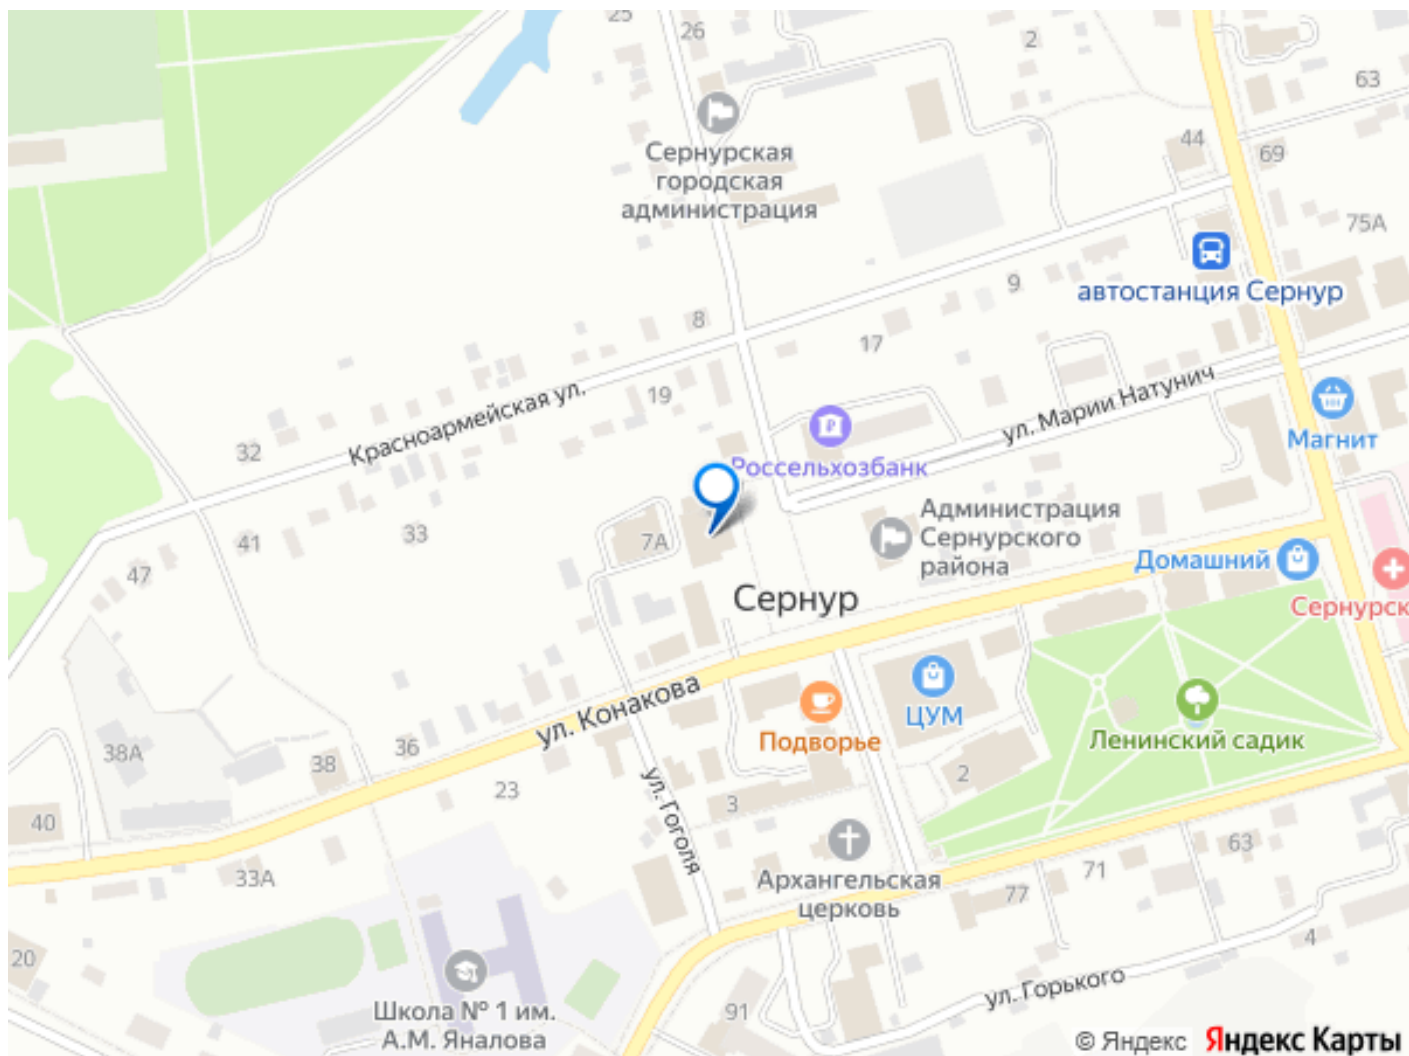 25
26
2
63
Сернурская
городская
администрация
44
69
75А
автостанция Сернур
9
8
17
19
Красноармейская ул.
32
ул. Марии Натунич
Магнит
Россельхозбанк
Администрация
Сернурского
района
7А
33
41
47
Домашний
Сернурск
Сернур
ул. Конакова
ЦУМ
Подворье
Ленинский садик
36
38
38А
2
23
3
ул. Гоголя
40
33А
Архангельская
церковь
63
71
77
4
20
Школа № 1 им.
А.М. Яналова
91
ул. Горького
© Яндекс Яндекс Карты